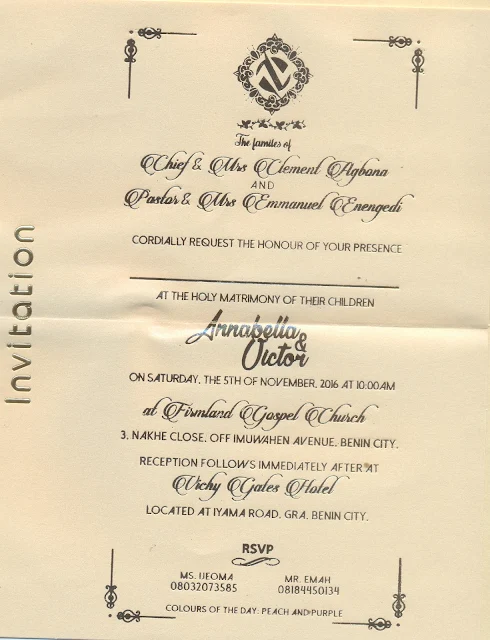 Invitation
The families of
Chief & Mrs Clement Agbona
AND
Pastor & Mrs Emmanuel Enengedi
CORDIALLY REQUEST THE HONOUR OF YOUR PRESENCE
AT THE HOLY MATRIMONY OF THEIR CHILDREN
Annabella
&
Victor
ON SATURDAY, THE 5TH OF NOVEMBER, 2016 AT 10:00AM
at Firmland Gospel Church
3, NAKHE CLOSE, OFF IMUWAHEN AVENUE, BENIN CITY.
RECEPTION FOLLOWS IMMEDIATELY AFTER AT
Vichy Gates Hotel
LOCATED AT IYAMA ROAD, GRA, BENIN CITY.
RSVP
MS. IJEOMA MR. EMAH
08032073585 08184450134
COLOURS OF THE DAY: PEACH AND PURPLE